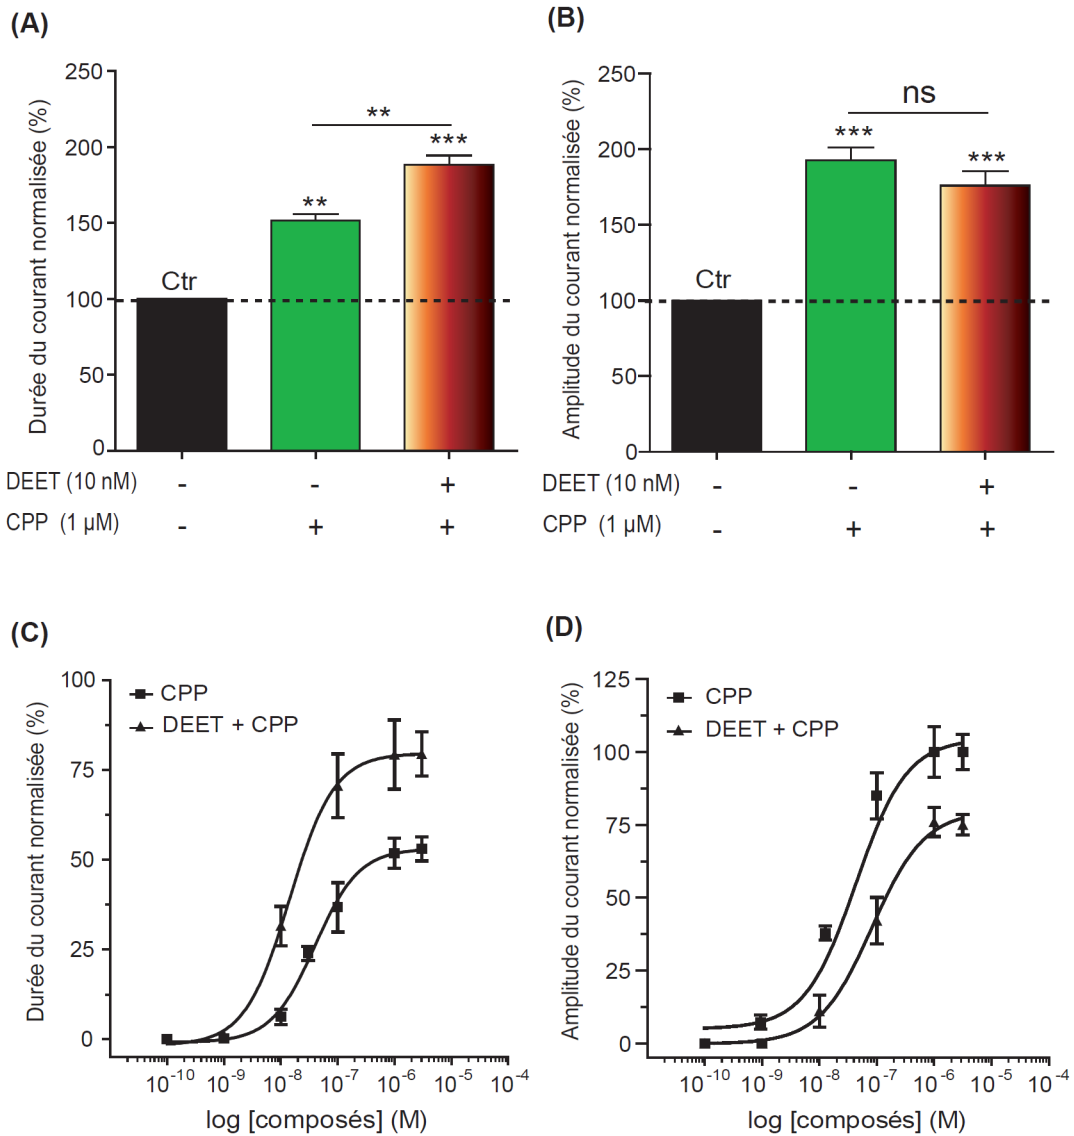 (A)
Durée du courant normalisée (%)
250
200
150
100
50
0
Ctr
**
**
***
DEET (10 nM) - - +
CPP (1 µM) - + +
(B)
Amplitude du courant normalisée (%)
250
200
150
100
50
0
Ctr
ns
***
***
DEET (10 nM) - - +
CPP (1 µM) - + +
(C)
Durée du courant normalisée (%)
100
75
50
25
0
CPP
DEET + CPP
10⁻¹⁰ 10⁻⁹ 10⁻⁸ 10⁻⁷ 10⁻⁶ 10⁻⁵ 10⁻⁴
log [composés] (M)
(D)
Amplitude du courant normalisée (%)
125
100
75
50
25
0
CPP
DEET + CPP
10⁻¹⁰ 10⁻⁹ 10⁻⁸ 10⁻⁷ 10⁻⁶ 10⁻⁵ 10⁻⁴
log [composés] (M)